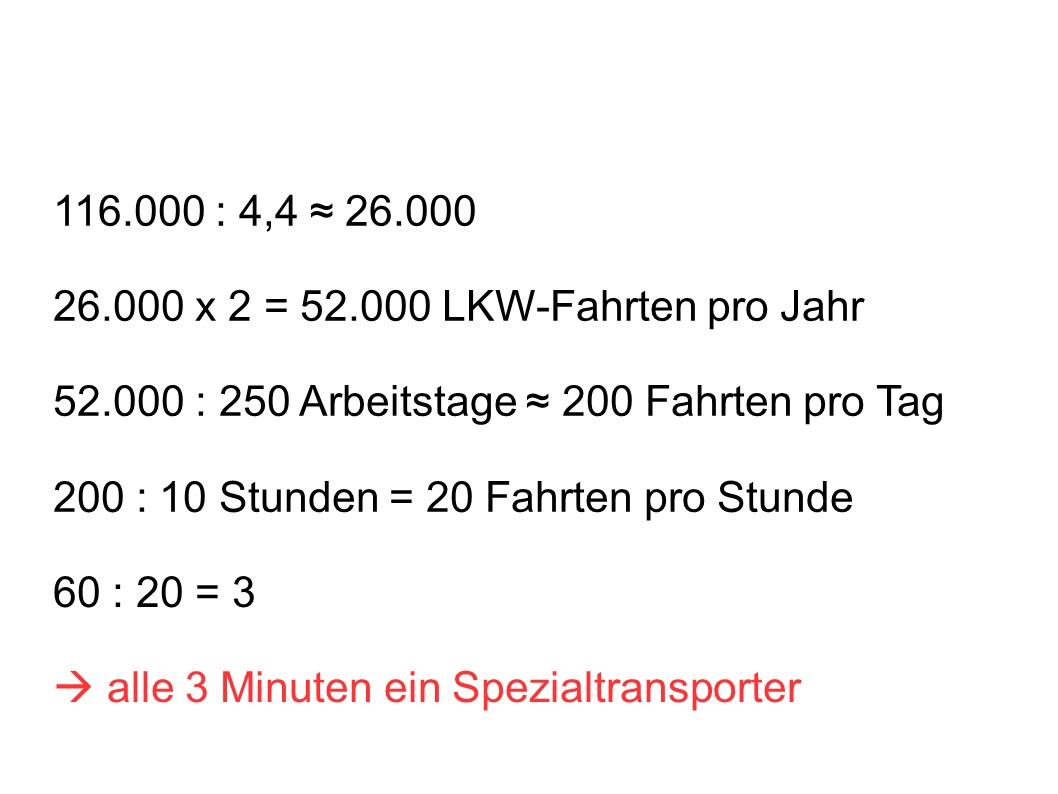 116.000 : 4,4 ≈ 26.000
26.000 x 2 = 52.000 LKW-Fahrten pro Jahr
52.000 : 250 Arbeitstage ≈ 200 Fahrten pro Tag
200 : 10 Stunden = 20 Fahrten pro Stunde
60 : 20 = 3
→ alle 3 Minuten ein Spezialtransporter